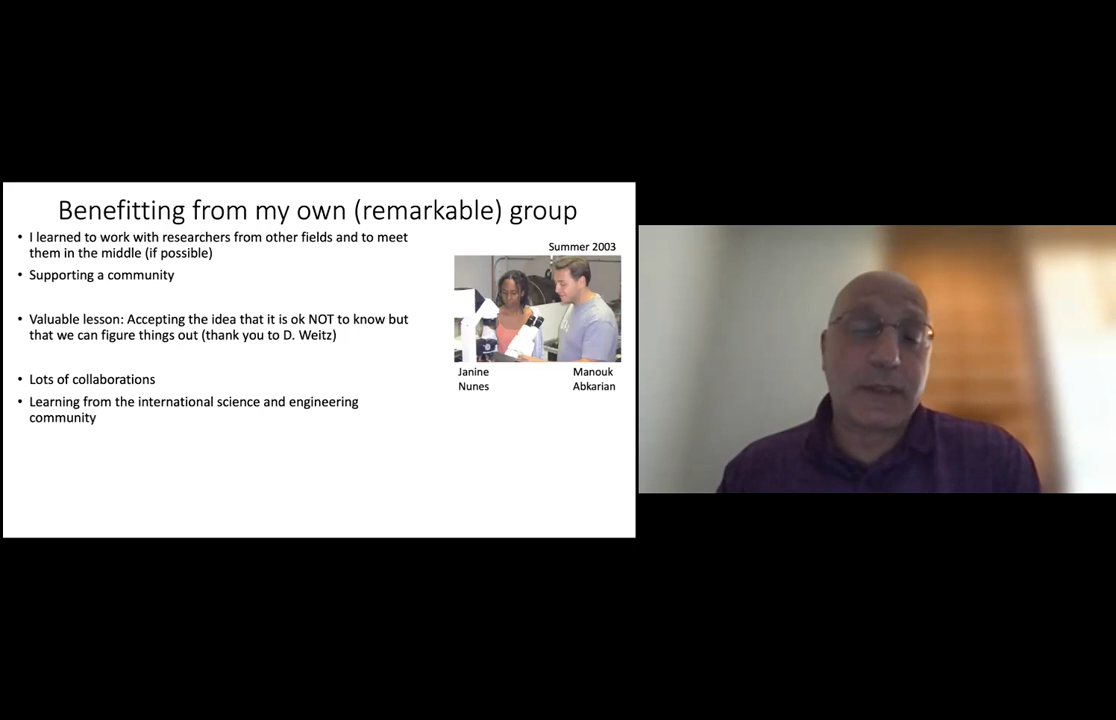 Benefitting from my own (remarkable) group
• I learned to work with researchers from other fields and to meet
them in the middle (if possible)
• Supporting a community
• Valuable lesson: Accepting the idea that it is ok NOT to know but
that we can figure things out (thank you to D. Weitz)
• Lots of collaborations
• Learning from the international science and engineering
community
Summer 2003
Janine
Nunes
Manouk
Abkarian